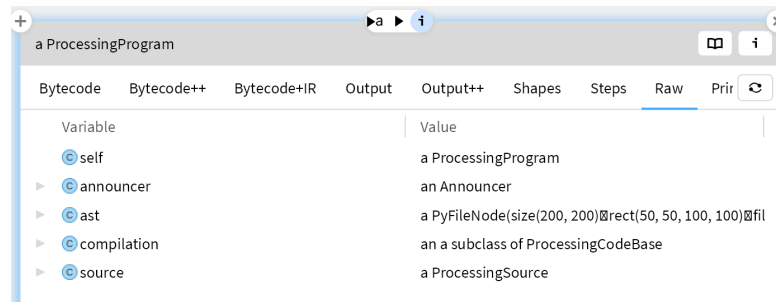 a
i
a ProcessingProgram
i
Bytecode Bytecode++ Bytecode+IR Output Output++ Shapes Steps Raw Prin
Variable Value
C self a ProcessingProgram
C announcer an Announcer
C ast a PyFileNode(size(200, 200)☒rect(50, 50, 100, 100)☒fil
C compilation an a subclass of ProcessingCodeBase
C source a ProcessingSource